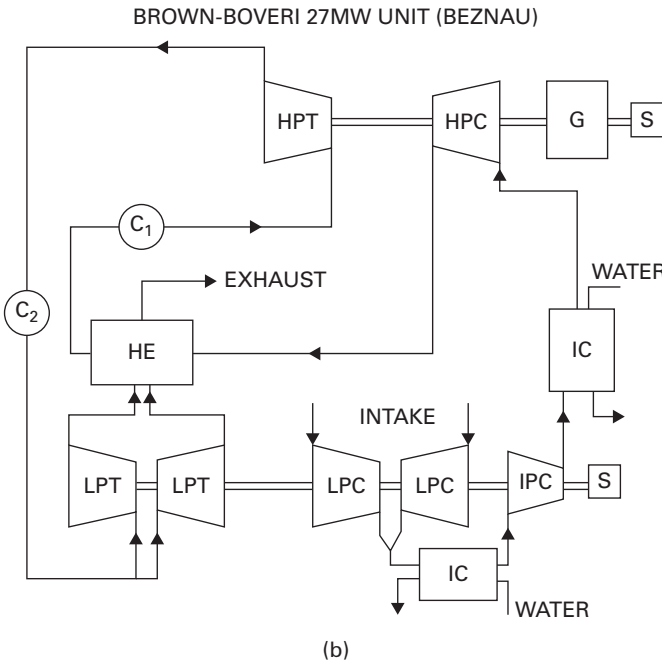 BROWN-BOVERI 27MW UNIT (BEZNAU)
HPT
HPC
G
S
C₁
WATER
EXHAUST
C₂
HE
IC
INTAKE
LPT
LPT
LPC
LPC
IPC
S
IC
WATER
(b)